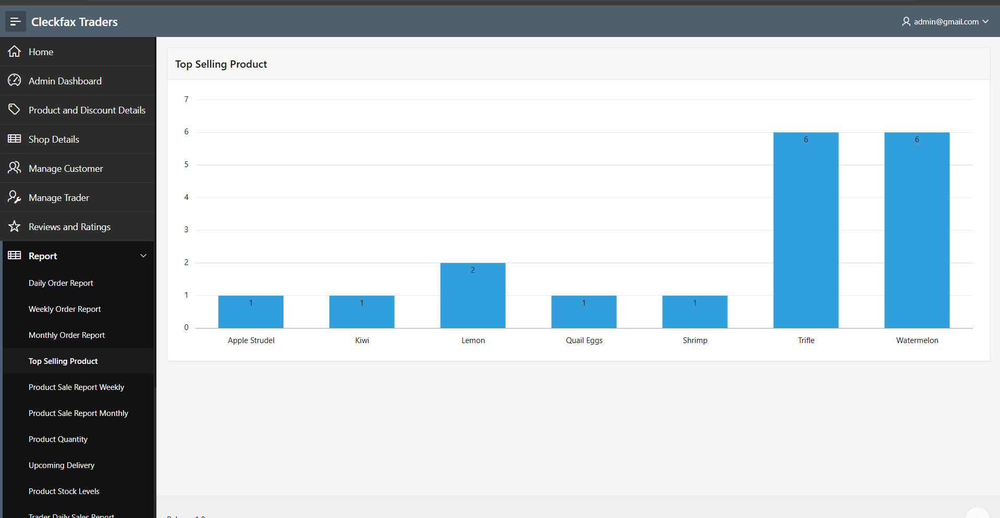 Cleckfax Traders
admin@gmail.com
Home
Admin Dashboard
Product and Discount Details
Shop Details
Manage Customer
Manage Trader
Reviews and Ratings
Report
Daily Order Report
Weekly Order Report
Monthly Order Report
Top Selling Product
Product Sale Report Weekly
Product Sale Report Monthly
Product Quantity
Upcoming Delivery
Product Stock Levels
Trader Daily Sales Report
Top Selling Product
7
6
5
4
3
2
1
0
1
1
2
1
1
6
6
Apple Strudel
Kiwi
Lemon
Quail Eggs
Shrimp
Trifle
Watermelon